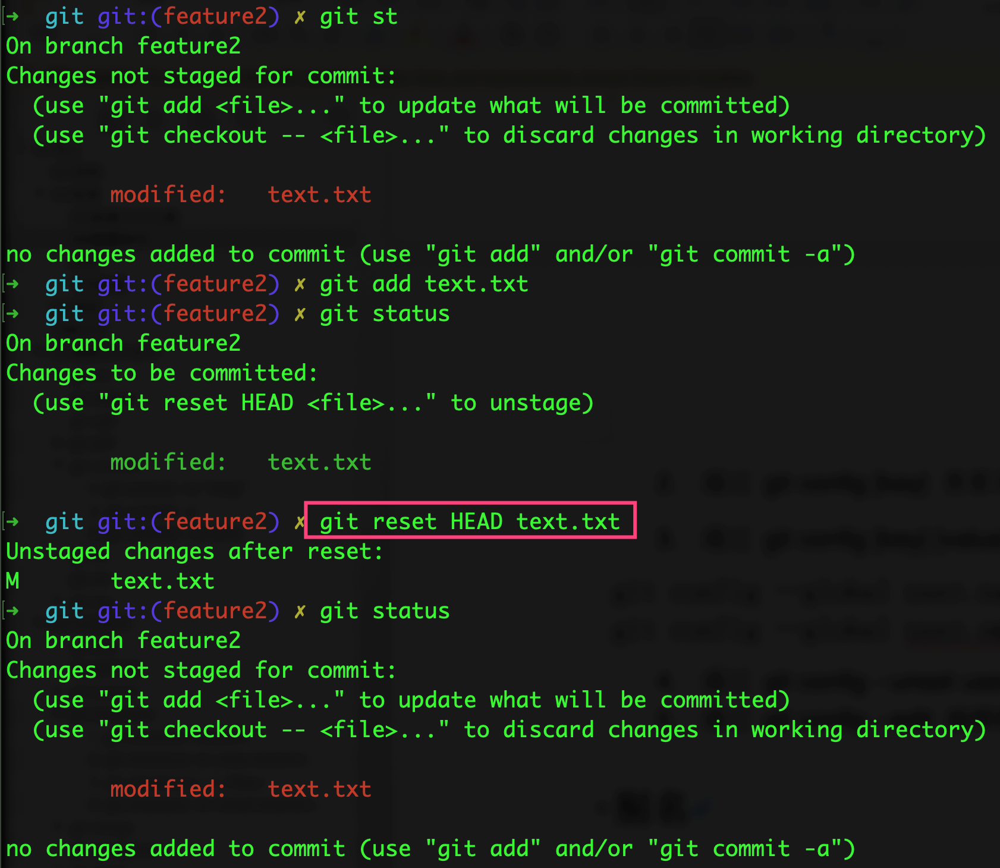 ➜  git git:(feature2) ✗ git st
On branch feature2
Changes not staged for commit:
  (use "git add <file>..." to update what will be committed)
  (use "git checkout -- <file>..." to discard changes in working directory)
        modified:   text.txt
no changes added to commit (use "git add" and/or "git commit -a")
➜  git git:(feature2) ✗ git add text.txt
➜  git git:(feature2) ✗ git status
On branch feature2
Changes to be committed:
  (use "git reset HEAD <file>..." to unstage)
        modified:   text.txt
➜  git git:(feature2) ✗ git reset HEAD text.txt
Unstaged changes after reset:
M       text.txt
➜  git git:(feature2) ✗ git status
On branch feature2
Changes not staged for commit:
  (use "git add <file>..." to update what will be committed)
  (use "git checkout -- <file>..." to discard changes in working directory)
        modified:   text.txt
no changes added to commit (use "git add" and/or "git commit -a")